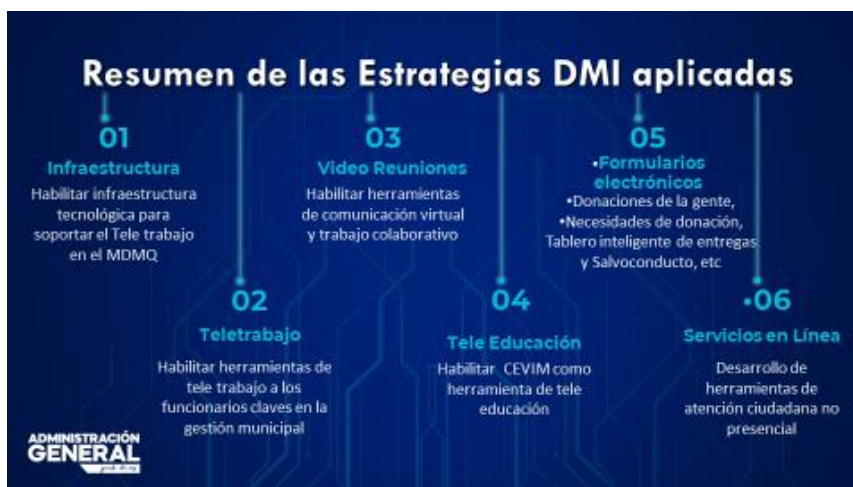 Resumen de las Estrategias DMI aplicadas
01
Infraestructura
Habilitar infraestructura
tecnológica para
soportar el Tele trabajo
en el MDMQ
02
Teletrabajo
Habilitar herramientas de
tele trabajo a los
funcionarios claves en la
gestión municipal
03
Video Reuniones
Habilitar herramientas
de comunicación virtual
y trabajo colaborativo
04
Tele Educación
Habilitar CEVIM como
herramienta de tele
educación
05
•Formularios
electrónicos
•Donaciones de la gente,
•Necesidades de donación,
Tablero inteligente de entregas
y Salvoconducto, etc
•06
Servicios en Línea
Desarrollo de
herramientas de
atención ciudadana no
presencial
ADMINISTRACIÓN
GENERAL